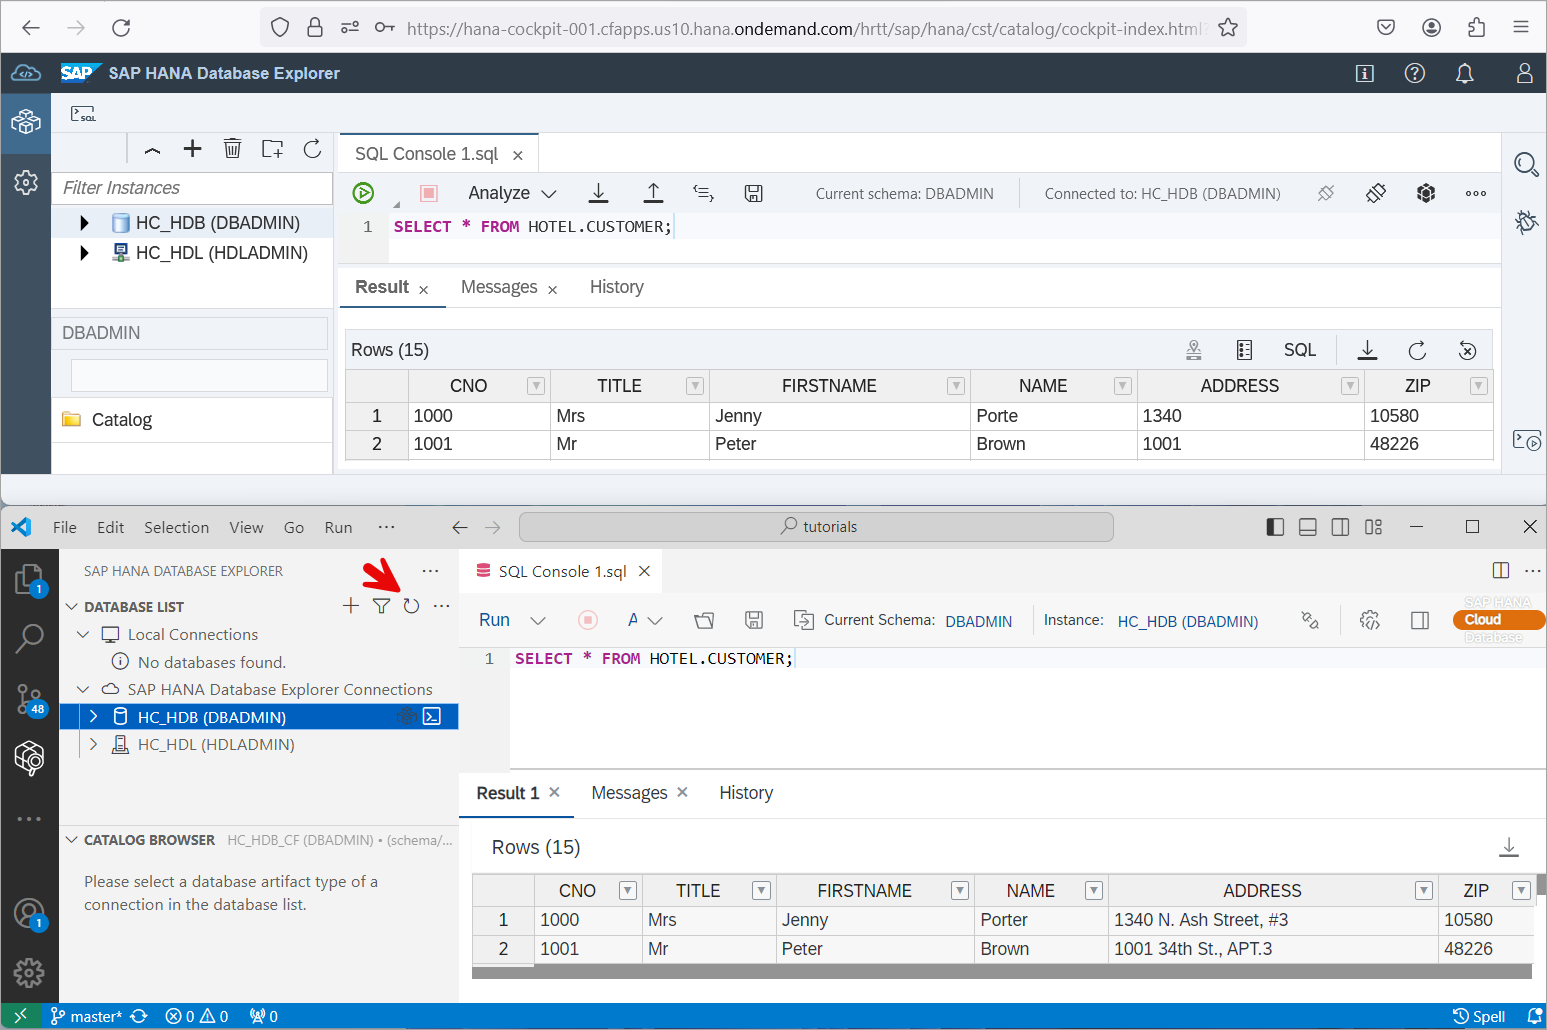 https://hana-cockpit-001.cfapps.us10.hana.ondemand.com/hrtt/sap/hana/cst/catalog/cockpit-index.html?
SAP SAP HANA Database Explorer
SQL
SQL Console 1.sql
Filter Instances
Analyze Current schema: DBADMIN Connected to: HC_HDB (DBADMIN)
HC_HDB (DBADMIN)
HC_HDL (HDLADMIN)
1 SELECT * FROM HOTEL.CUSTOMER;
Result Messages History
DBADMIN
Catalog
Rows (15) SQL
CNO TITLE FIRSTNAME NAME ADDRESS ZIP
1 1000 Mrs Jenny Porte 1340 10580
2 1001 Mr Peter Brown 1001 48226
File Edit Selection View Go Run ··· tutorials
SAP HANA DATABASE EXPLORER
DATABASE LIST
Local Connections
No databases found.
SAP HANA Database Explorer Connections
HC_HDB (DBADMIN)
HC_HDL (HDLADMIN)
1
48
1
CATALOG BROWSER HC_HDB_CF (DBADMIN) • (schema/...
Please select a database artifact type of a
connection in the database list.
SQL Console 1.sql
Run A Current Schema: DBADMIN Instance: HC_HDB (DBADMIN)
SAP HANA
Cloud
Database
1 SELECT * FROM HOTEL.CUSTOMER;
Result 1 Messages History
Rows (15)
CNO TITLE FIRSTNAME NAME ADDRESS ZIP
1 1000 Mrs Jenny Porter 1340 N. Ash Street, #3 10580
2 1001 Mr Peter Brown 1001 34th St., APT.3 48226
master* 0 0 0 Spell